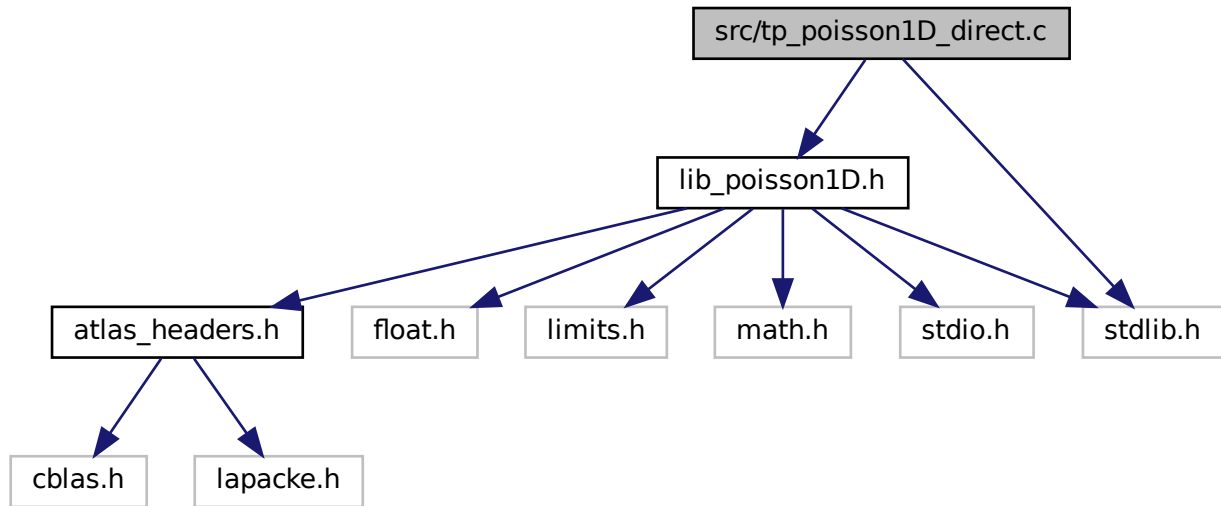 src/tp_poisson1D_direct.c
lib_poisson1D.h
atlas_headers.h
float.h
limits.h
math.h
stdio.h
stdlib.h
cblas.h
lapacke.h